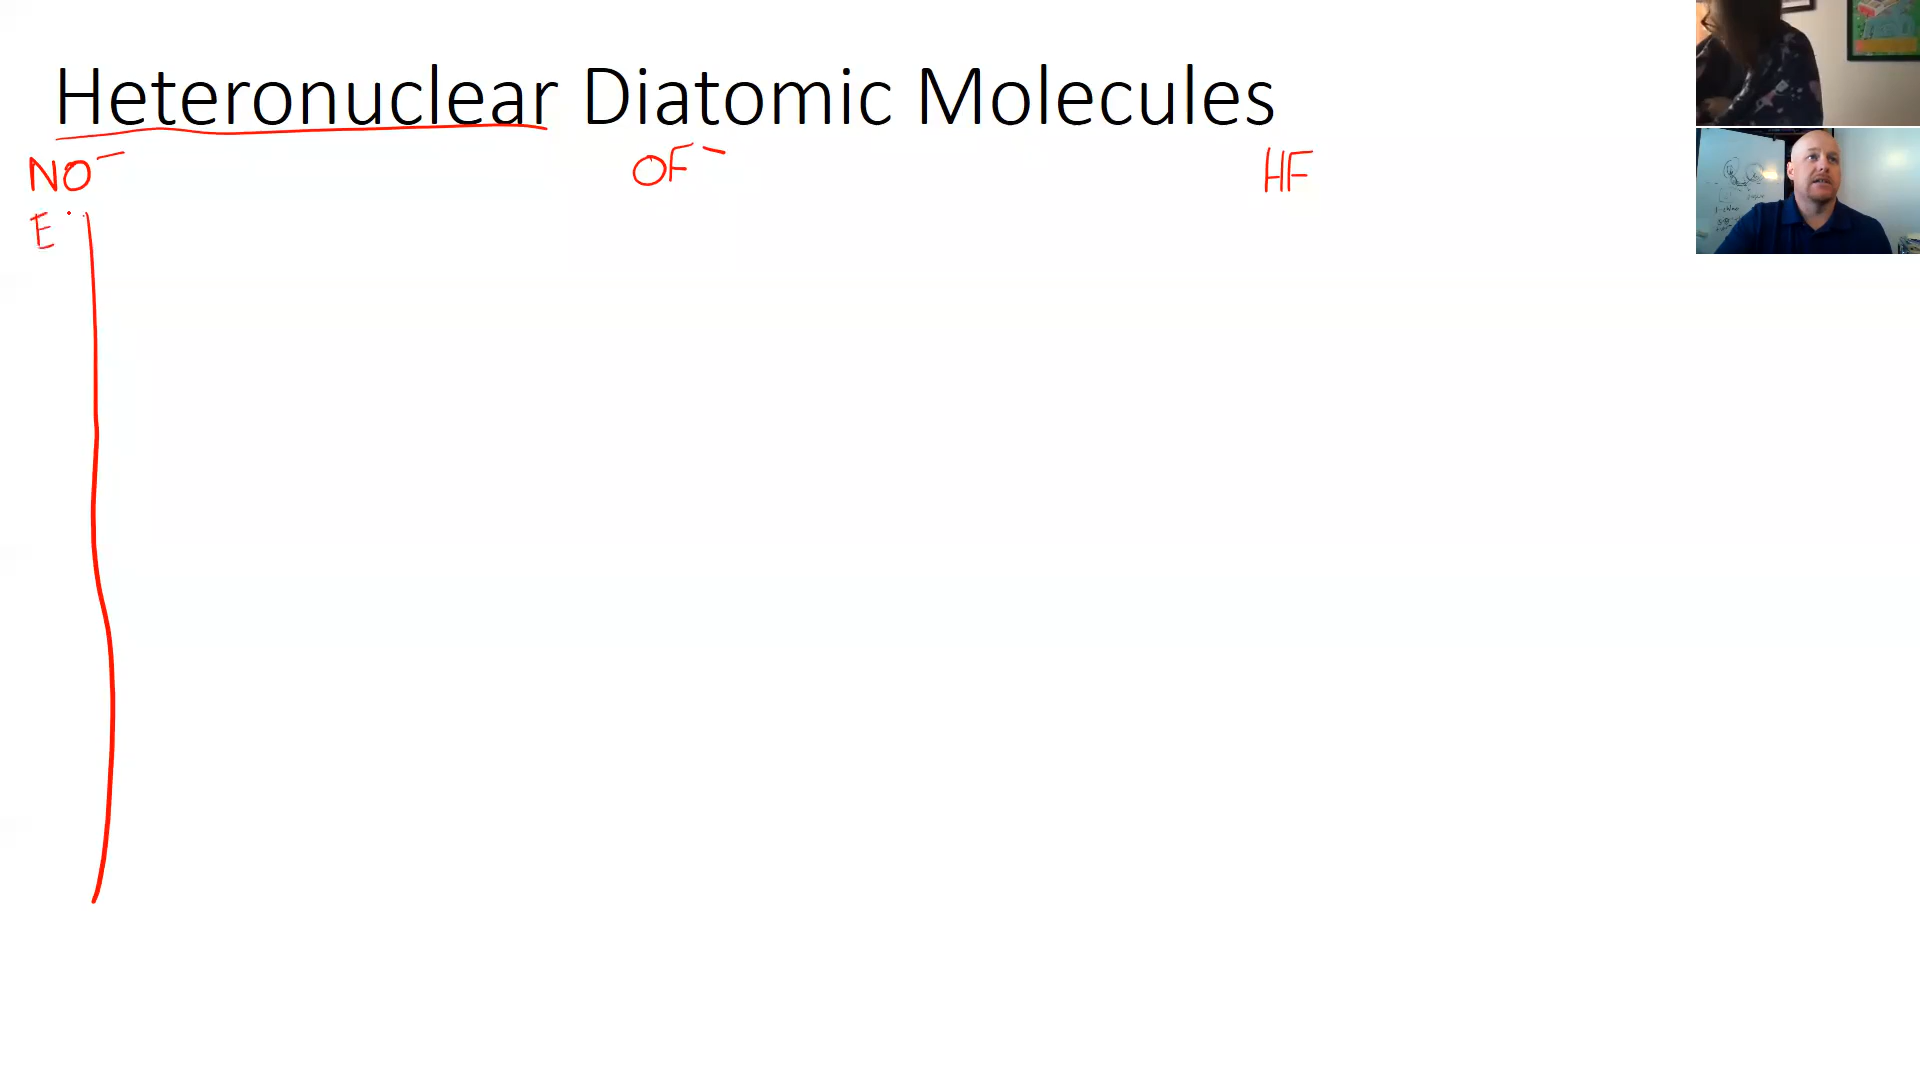 Heteronuclear Diatomic Molecules
NO⁻ OF⁻ HF
E